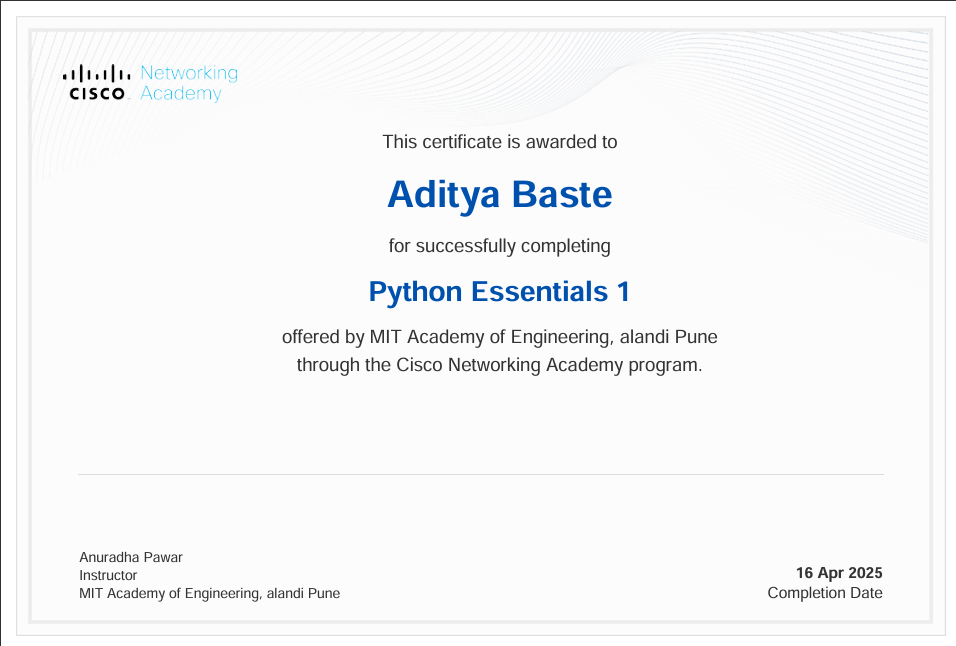 CISCO
Networking
Academy
This certificate is awarded to
Aditya Baste
for successfully completing
Python Essentials 1
offered by MIT Academy of Engineering, alandi Pune
through the Cisco Networking Academy program.
Anuradha Pawar
Instructor
MIT Academy of Engineering, alandi Pune
16 Apr 2025
Completion Date